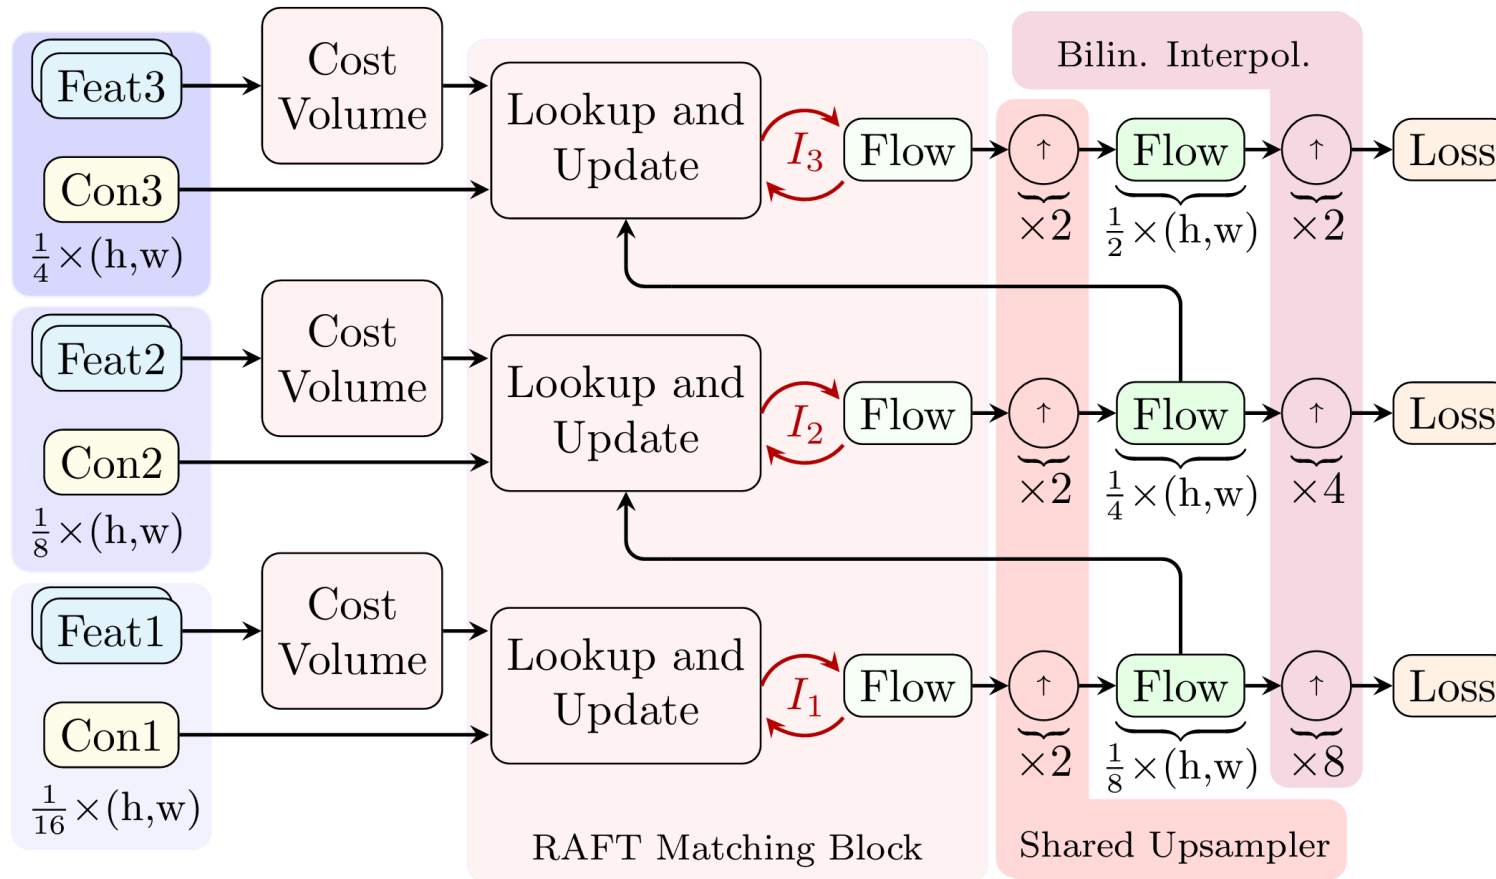 Bilin. Interpol.
Feat3
Cost
Volume
Lookup and
Update
I₃
Flow
↑
×2
Flow
1/2 ×(h,w)
↑
×2
Loss
Con3
1/4 ×(h,w)
Feat2
Cost
Volume
Lookup and
Update
I₂
Flow
↑
×2
Flow
1/4 ×(h,w)
↑
×4
Loss
Con2
1/8 ×(h,w)
Feat1
Cost
Volume
Lookup and
Update
I₁
Flow
↑
×2
Flow
1/8 ×(h,w)
↑
×8
Loss
Con1
1/16 ×(h,w)
RAFT Matching Block
Shared Upsampler